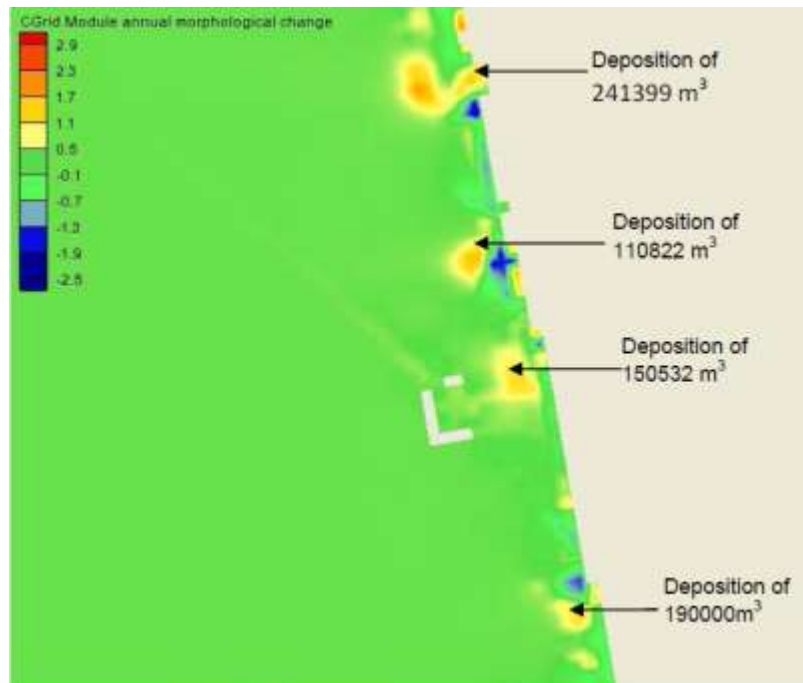 CGrid Module annual morphological change
2.9
2.3
1.7
1.1
0.5
-0.1
-0.7
-1.3
-1.9
-2.5
Deposition of
241399 m³
Deposition of
110822 m³
Deposition of
150532 m³
Deposition of
190000m³